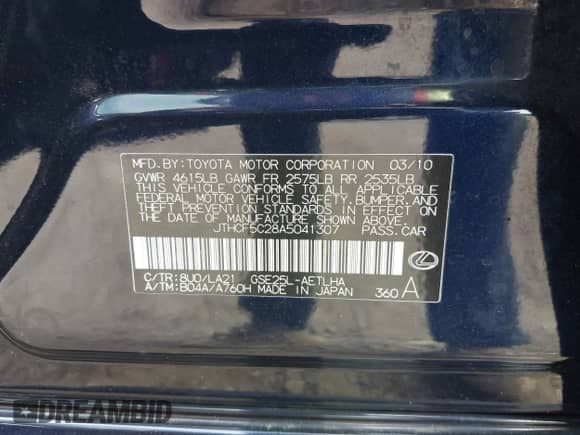 MFD. BY: TOYOTA MOTOR CORPORATION 03/10
GVWR 4615LB GAWR FR 2575LB RR 2535LB
THIS VEHICLE CONFORMS TO ALL APPLICABLE
FEDERAL MOTOR VEHICLE SAFETY, BUMPER, AND
THEFT PREVENTION STANDARDS IN EFFECT ON
THE DATE OF MANUFACTURE SHOWN ABOVE.
JTHCF5C28A5041307 PASS. CAR
C/TR: 8U0/LA21 GSE25L-AETLHA
A/TM: B04A/A760H MADE IN JAPAN 360 A
DREAMBID